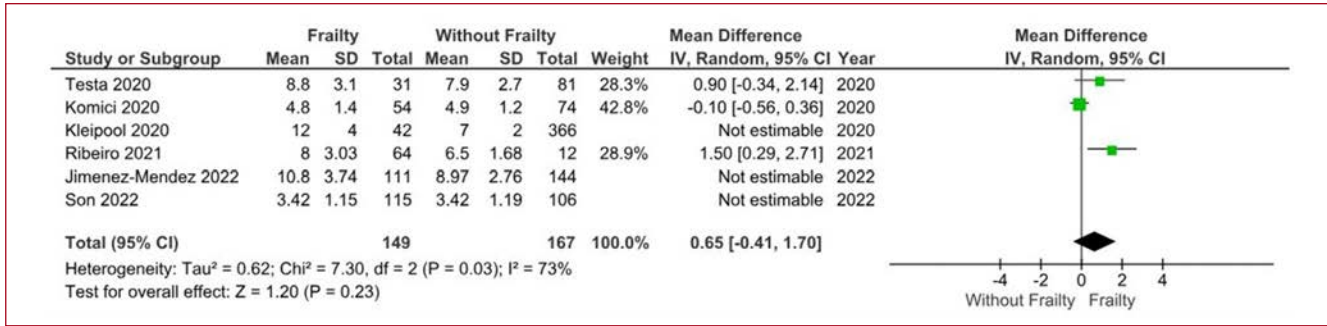 Frailty Without Frailty Mean Difference Mean Difference
Study or Subgroup Mean SD Total Mean SD Total Weight IV, Random, 95% CI Year IV, Random, 95% CI
Testa 2020 8.8 3.1 31 7.9 2.7 81 28.3% 0.90 [-0.34, 2.14] 2020
Komici 2020 4.8 1.4 54 4.9 1.2 74 42.8% -0.10 [-0.56, 0.36] 2020
Kleipool 2020 12 4 42 7 2 366 Not estimable 2020
Ribeiro 2021 8 3.03 64 6.5 1.68 12 28.9% 1.50 [0.29, 2.71] 2021
Jimenez-Mendez 2022 10.8 3.74 111 8.97 2.76 144 Not estimable 2022
Son 2022 3.42 1.15 115 3.42 1.19 106 Not estimable 2022
Total (95% CI) 149 167 100.0% 0.65 [-0.41, 1.70]
Heterogeneity: Tau² = 0.62; Chi² = 7.30, df = 2 (P = 0.03); I² = 73%
Test for overall effect: Z = 1.20 (P = 0.23)
-4 -2 0 2 4
Without Frailty Frailty